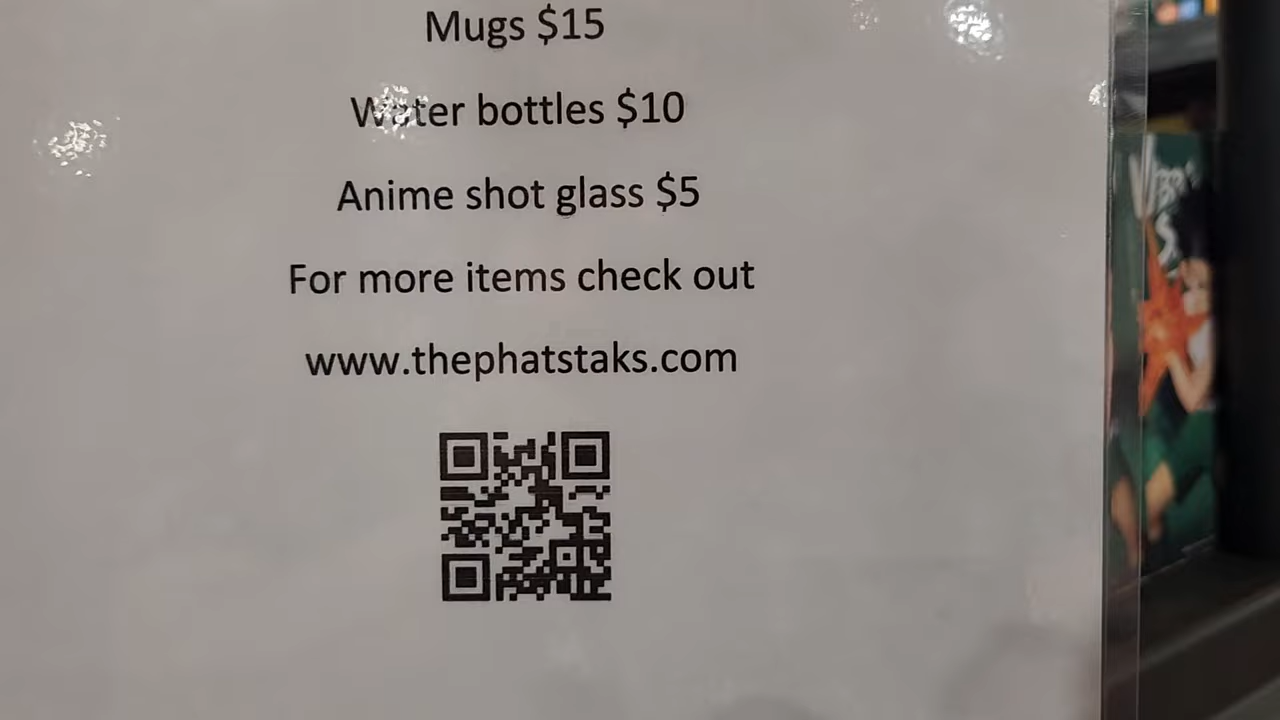 Mugs $15
Water bottles $10
Anime shot glass $5
For more items check out
www.thephatstaks.com